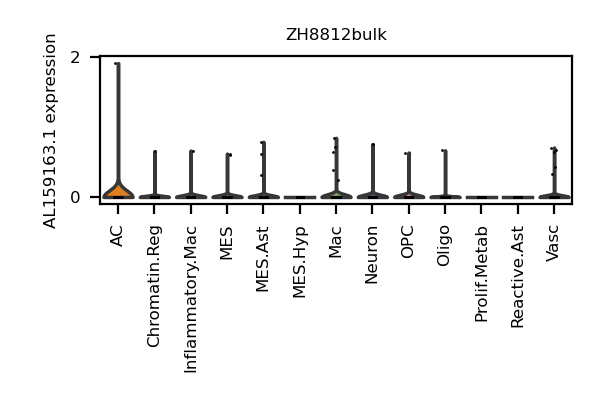 ZH8812bulk
AL159163.1 expression
2
0
AC
Chromatin.Reg
Inflammatory.Mac
MES
MES.Ast
MES.Hyp
Mac
Neuron
OPC
Oligo
Prolif.Metab
Reactive.Ast
Vasc